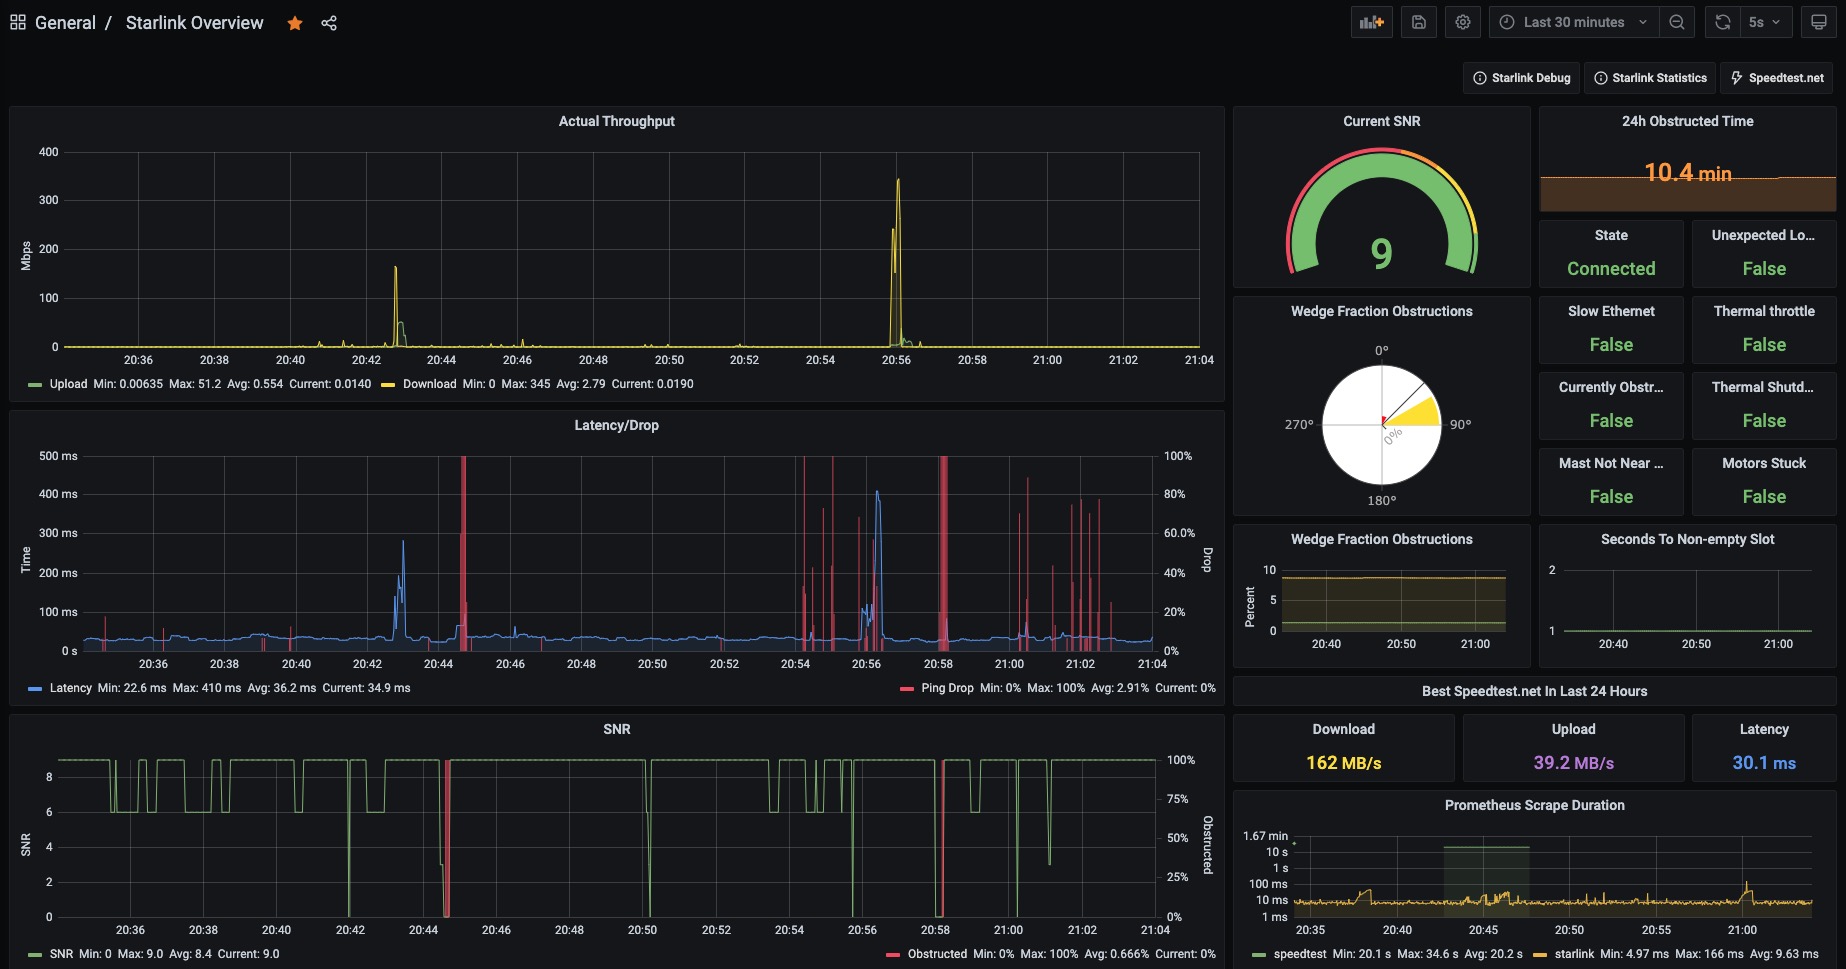 General / Starlink Overview
Last 30 minutes
5s
Starlink Debug
Starlink Statistics
Speedtest.net
Actual Throughput
400
300
200
100
0
Mbps
20:36 20:38 20:40 20:42 20:44 20:46 20:48 20:50 20:52 20:54 20:56 20:58 21:00 21:02 21:04
Upload Min: 0.00635 Max: 51.2 Avg: 0.554 Current: 0.0140 Download Min: 0 Max: 345 Avg: 2.79 Current: 0.0190
Latency/Drop
500 ms
400 ms
300 ms
200 ms
100 ms
0 s
Time
100%
80%
60.0%
40%
20%
0%
Drop
20:36 20:38 20:40 20:42 20:44 20:46 20:48 20:50 20:52 20:54 20:56 20:58 21:00 21:02 21:04
Latency Min: 22.6 ms Max: 410 ms Avg: 36.2 ms Current: 34.9 ms
Ping Drop Min: 0% Max: 100% Avg: 2.91% Current: 0%
SNR
8
6
4
2
0
SNR
100%
75%
50%
25%
0%
Obstructed
20:36 20:38 20:40 20:42 20:44 20:46 20:48 20:50 20:52 20:54 20:56 20:58 21:00 21:02 21:04
SNR Min: 0 Max: 9.0 Avg: 8.4 Current: 9.0
Obstructed Min: 0% Max: 100% Avg: 0.666% Current: 0%
Current SNR
9
24h Obstructed Time
10.4 min
State
Connected
Unexpected Lo...
False
Wedge Fraction Obstructions
0°
90°
180°
270°
0%
Slow Ethernet
False
Thermal throttle
False
Currently Obstr...
False
Thermal Shutd...
False
Mast Not Near ...
False
Motors Stuck
False
Wedge Fraction Obstructions
10
5
0
Percent
20:40 20:50 21:00
Seconds To Non-empty Slot
2
1
20:40 20:50 21:00
Best Speedtest.net In Last 24 Hours
Download
162 MB/s
Upload
39.2 MB/s
Latency
30.1 ms
Prometheus Scrape Duration
1.67 min
10 s
1 s
100 ms
10 ms
1 ms
20:35 20:40 20:45 20:50 20:55 21:00
speedtest Min: 20.1 s Max: 34.6 s Avg: 20.2 s starlink Min: 4.97 ms Max: 166 ms Avg: 9.63 ms